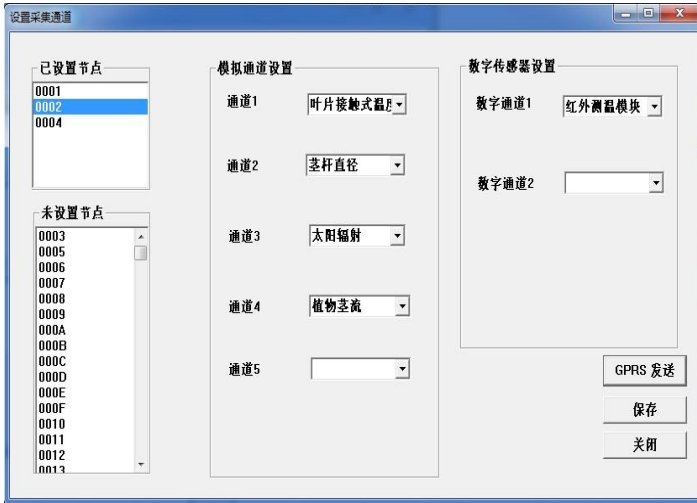 设置采集通道
已设置节点
0001
0002
0004
未设置节点
0003
0005
0006
0007
0008
0009
000A
000B
000C
000D
000E
000F
0010
0011
0012
0013
模拟通道设置
通道1 叶片接触式温度
通道2 茎杆直径
通道3 太阳辐射
通道4 植物茎流
通道5
数字传感器设置
数字通道1 红外测温模块
数字通道2
GPRS 发送
保存
关闭